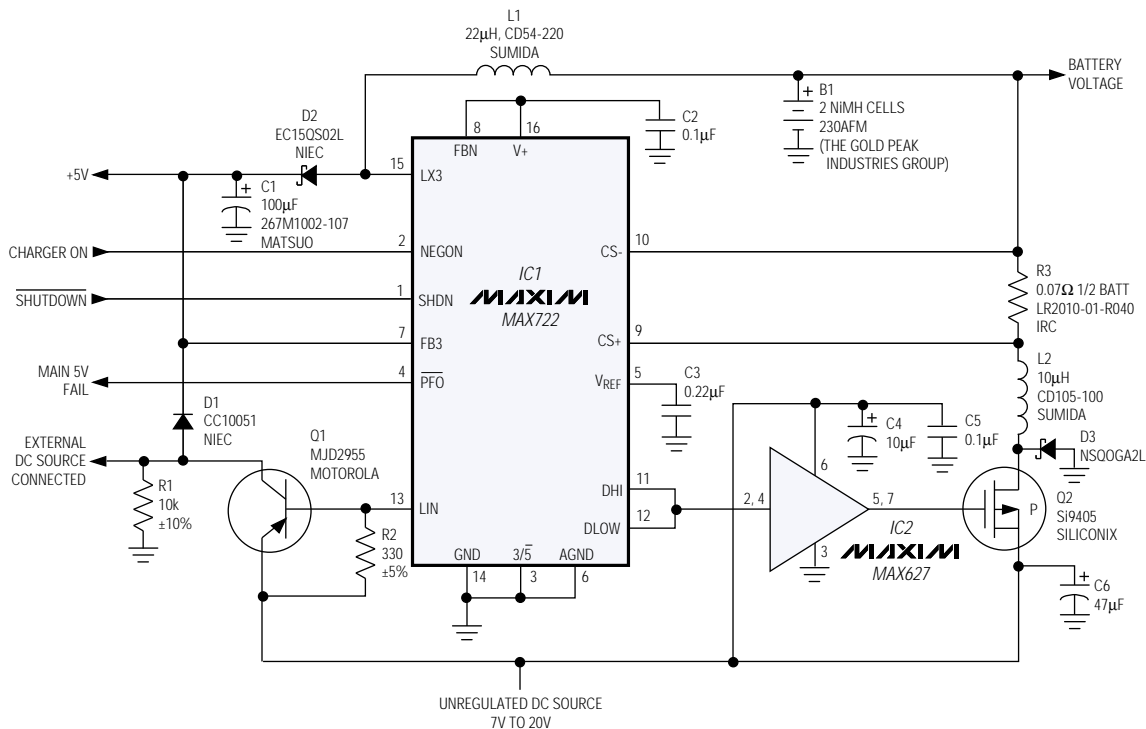 L1
22μH, CD54-220
SUMIDA
BATTERY
VOLTAGE
+
B1
2 NiMH CELLS
230AFM
(THE GOLD PEAK
INDUSTRIES GROUP)
D2
EC15QS02L
NIEC
8
16
FBN
V+
C2
0.1μF
+5V
+
C1
100μF
267M1002-107
MATSUO
15
LX3
CHARGER ON
2
NEGON
10
CS-
SHUTDOWN
1
SHDN
IC1
MAXIM
MAX722
R3
0.07Ω 1/2 BATT
LR2010-01-R040
IRC
7
FB3
9
CS+
MAIN 5V
FAIL
4
PFO
5
VREF
C3
0.22μF
L2
10μH
CD105-100
SUMIDA
D1
CC10051
NIEC
EXTERNAL
DC SOURCE
CONNECTED
R1
10k
±10%
Q1
MJD2955
MOTOROLA
13
LIN
R2
330
±5%
11
DHI
12
DLOW
GND
3/5
AGND
14
3
6
2, 4
6
5, 7
3
IC2
MAXIM
MAX627
+
C4
10μF
C5
0.1μF
D3
NSQOGA2L
P
Q2
Si9405
SILICONIX
+
C6
47μF
UNREGULATED DC SOURCE
7V TO 20V